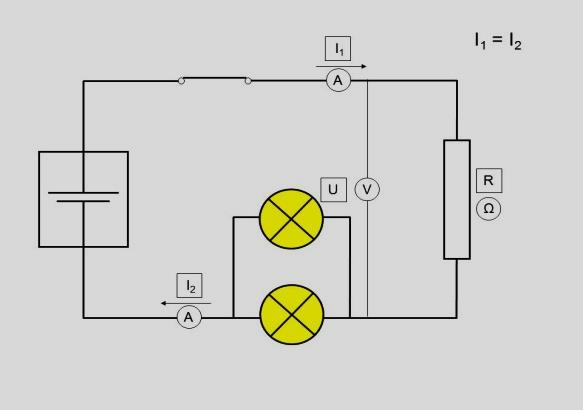 I₁
I₁ = I₂
A
R
U
V
Ω
I₂
A